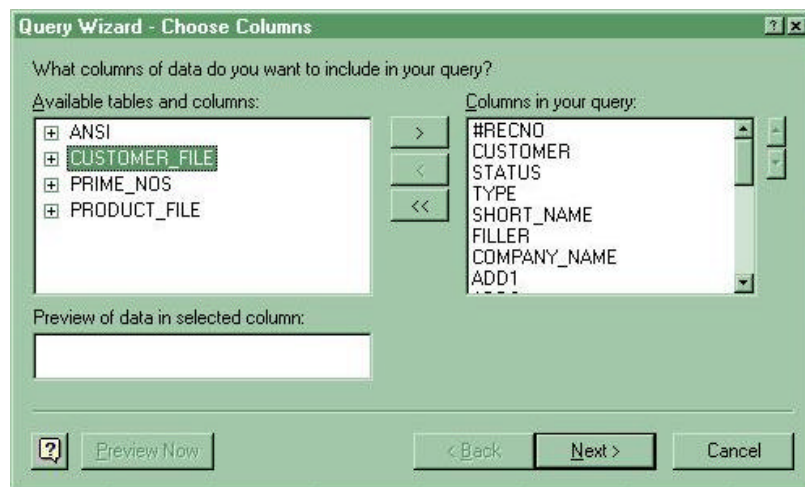 Query Wizard - Choose Columns
What columns of data do you want to include in your query?
Available tables and columns:
ANSI
CUSTOMER_FILE
PRIME_NOS
PRODUCT_FILE
>
<
<<
Columns in your query:
#RECNO
CUSTOMER
STATUS
TYPE
SHORT_NAME
FILLER
COMPANY_NAME
ADD1
Preview of data in selected column:
Preview Now
< Back
Next >
Cancel